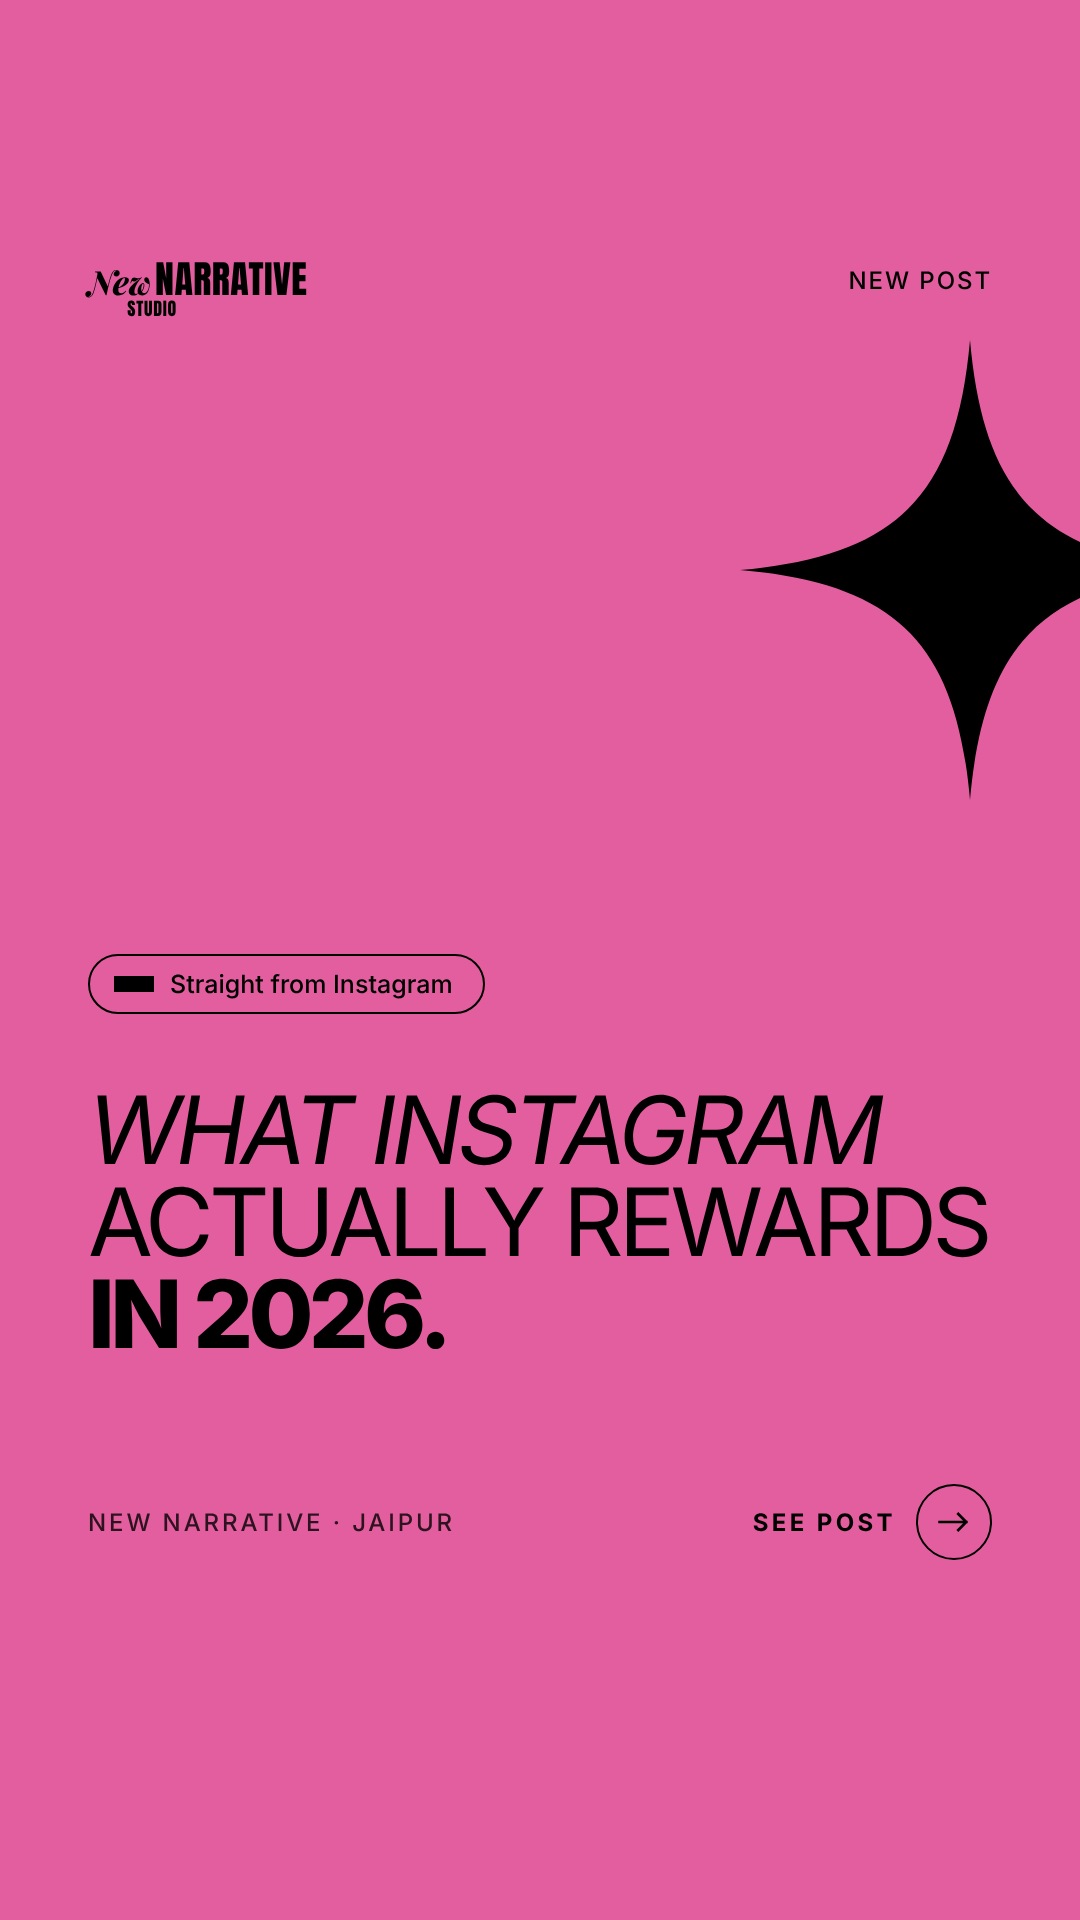 New NARRATIVE
STUDIO
NEW POST
Straight from Instagram
WHAT INSTAGRAM
ACTUALLY REWARDS
IN 2026.
NEW NARRATIVE · JAIPUR
SEE POST →